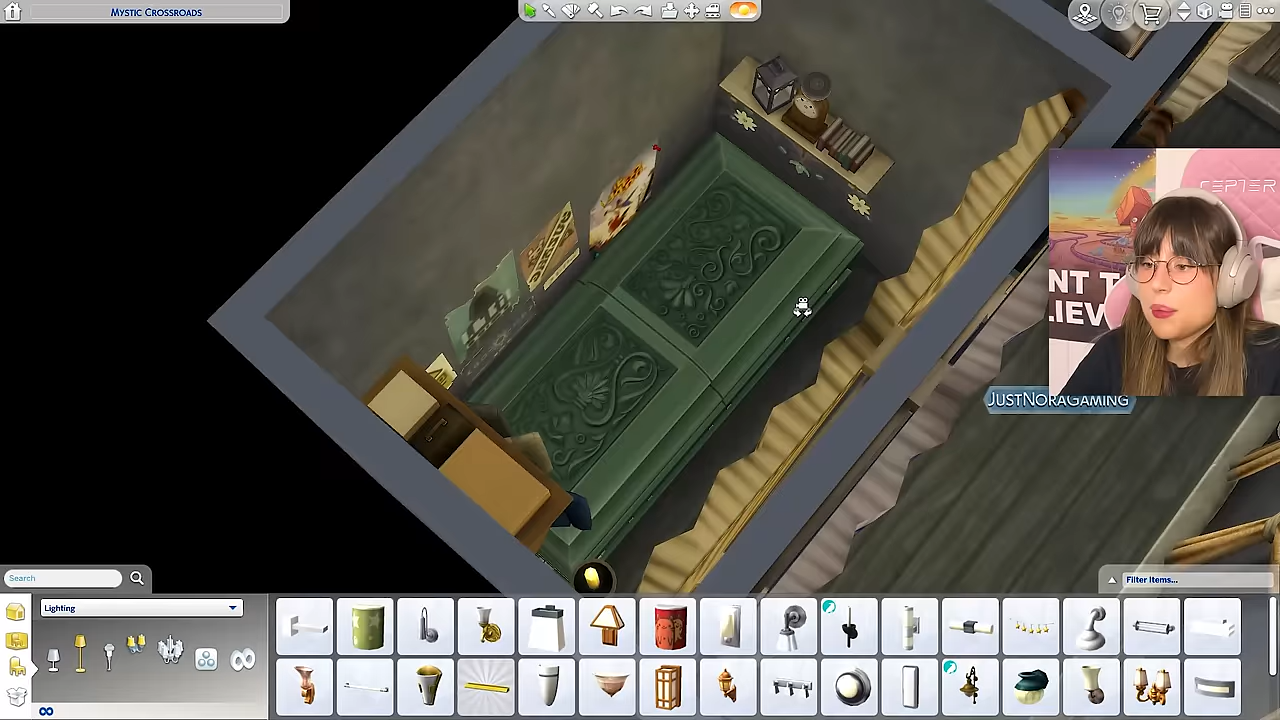 Mystic Crossroads
CEPTER
NT T
LIEV
JustNoraGaming
Search
Filter Items...
Lighting